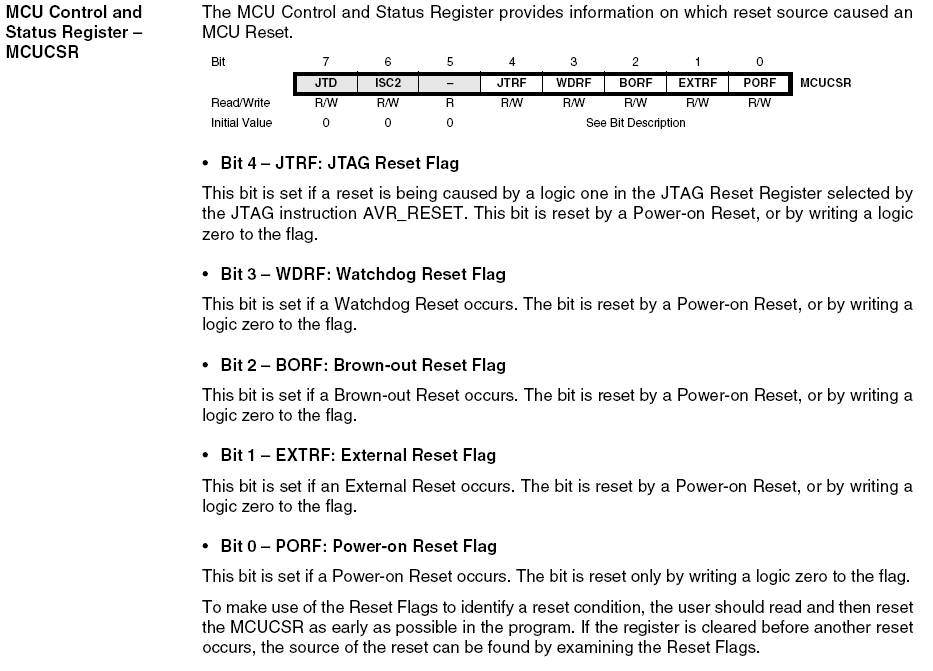 MCU Control and
Status Register –
MCUCSR
The MCU Control and Status Register provides information on which reset source caused an
MCU Reset.
Bit 7 6 5 4 3 2 1 0
JTD ISC2 – JTRF WDRF BORF EXTRF PORF MCUCSR
Read/Write R/W R/W R R/W R/W R/W R/W R/W
Initial Value 0 0 0 See Bit Description
• Bit 4 – JTRF: JTAG Reset Flag
This bit is set if a reset is being caused by a logic one in the JTAG Reset Register selected by
the JTAG instruction AVR_RESET. This bit is reset by a Power-on Reset, or by writing a logic
zero to the flag.
• Bit 3 – WDRF: Watchdog Reset Flag
This bit is set if a Watchdog Reset occurs. The bit is reset by a Power-on Reset, or by writing a
logic zero to the flag.
• Bit 2 – BORF: Brown-out Reset Flag
This bit is set if a Brown-out Reset occurs. The bit is reset by a Power-on Reset, or by writing a
logic zero to the flag.
• Bit 1 – EXTRF: External Reset Flag
This bit is set if an External Reset occurs. The bit is reset by a Power-on Reset, or by writing a
logic zero to the flag.
• Bit 0 – PORF: Power-on Reset Flag
This bit is set if a Power-on Reset occurs. The bit is reset only by writing a logic zero to the flag.
To make use of the Reset Flags to identify a reset condition, the user should read and then reset
the MCUCSR as early as possible in the program. If the register is cleared before another reset
occurs, the source of the reset can be found by examining the Reset Flags.